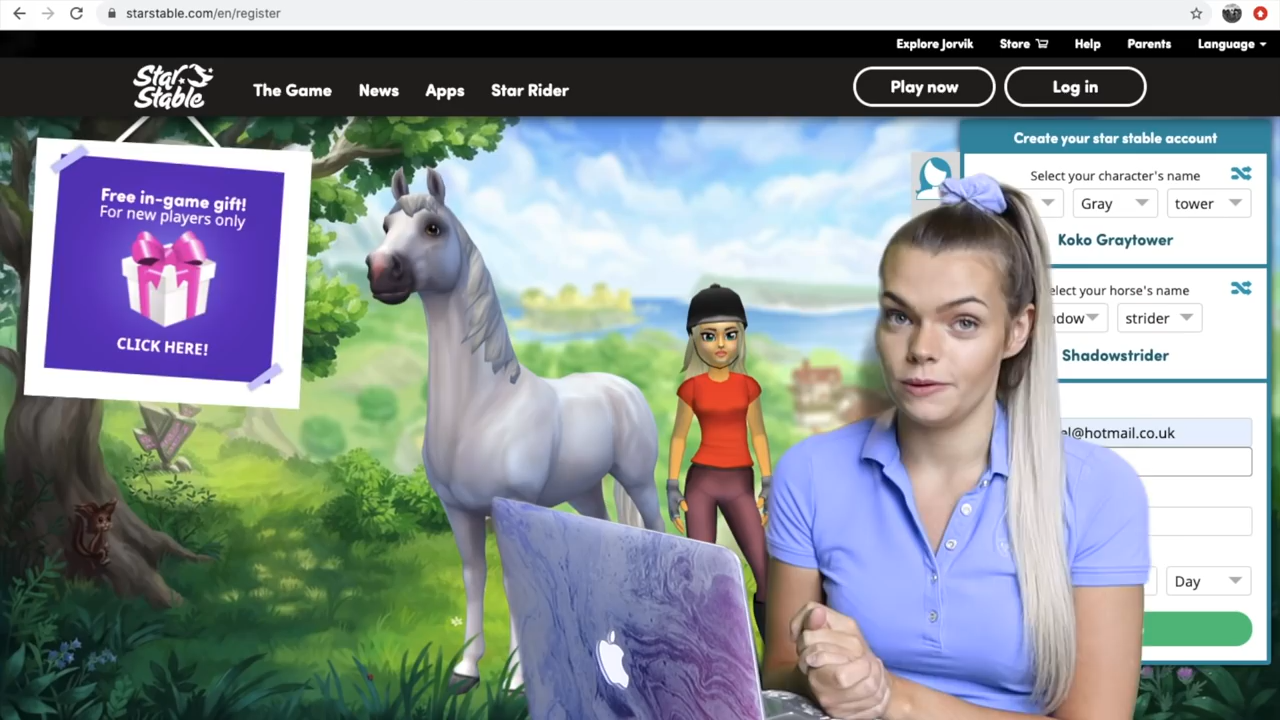 starstable.com/en/register
Explore Jorvik Store Help Parents Language
Star Stable The Game News Apps Star Rider Play now Log in
Free in-game gift!
For new players only
CLICK HERE!
Create your star stable account
Select your character's name
Gray tower
Koko Graytower
elect your horse's name
dow strider
Shadowstrider
el@hotmail.co.uk
Day